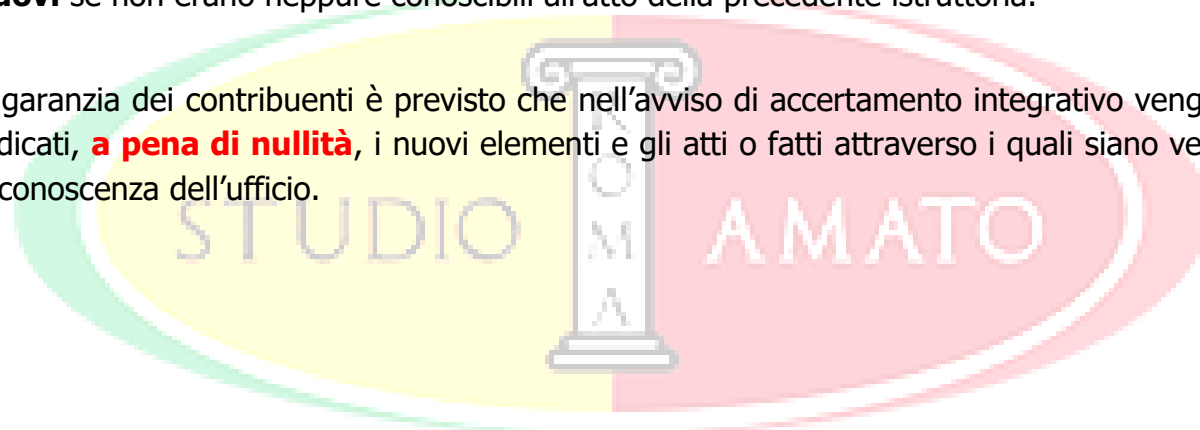 uovi se non erano neppure conoscibili all'atto della precedente istruttoria.
garanzia dei contribuenti è previsto che nell'avviso di accertamento integrativo veng
dicati, a pena di nullità, i nuovi elementi e gli atti o fatti attraverso i quali siano ve
conoscenza dell'ufficio.
STUDIO AMATO
ROMA